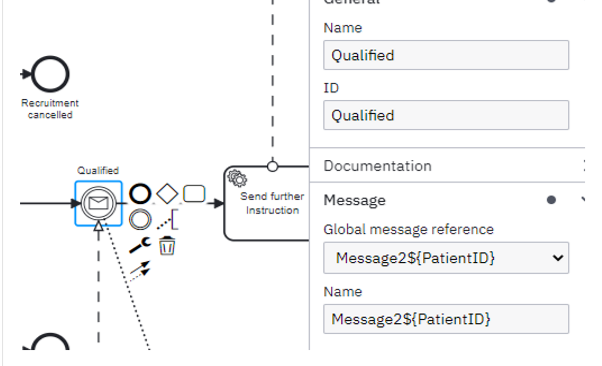 General
Name
Qualified
ID
Qualified
Documentation
Message
Global message reference
Message2${PatientID}
Name
Message2${PatientID}
Recruitment
cancelled
Qualified
Send further
Instruction